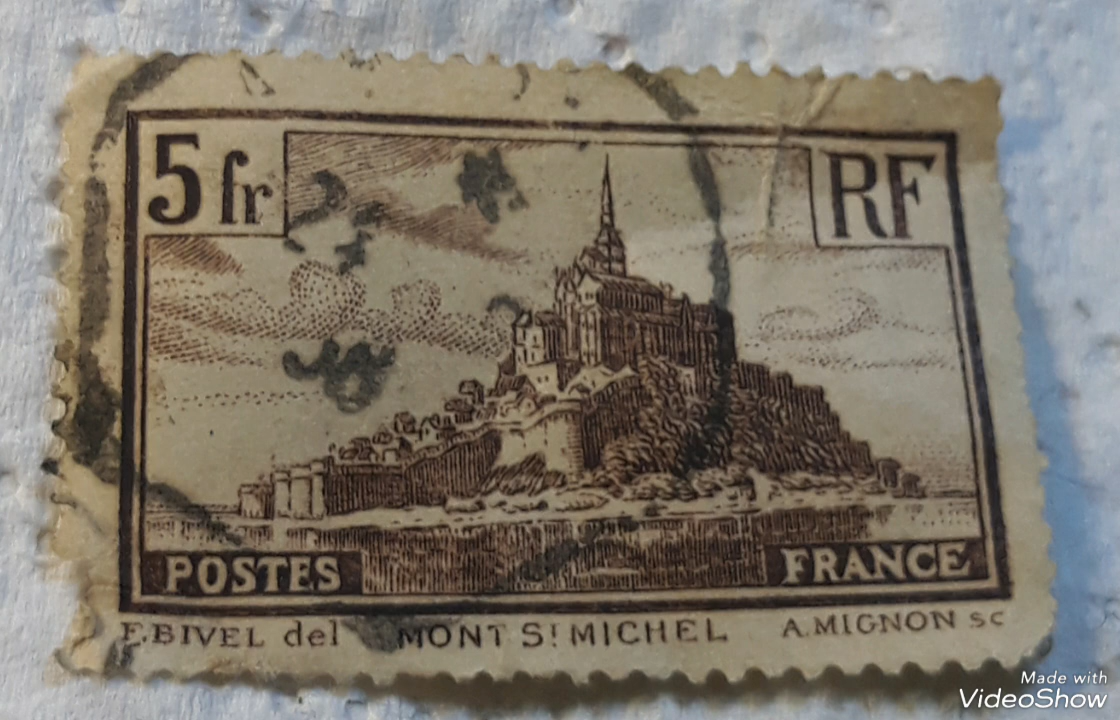 5 fr
RF
POSTES
FRANCE
F.BIVEL del MONT St MICHEL A.MIGNON sc
Made with
VideoShow